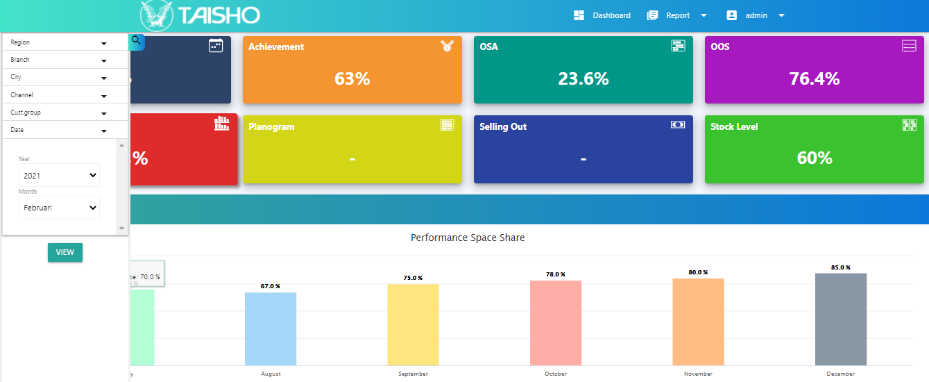 TAISHO
Dashboard
Report
admin
Region
Branch
City
Channel
Cust.group
Date
Year
2021
Month
Februari
VIEW
Achievement
63%
OSA
23.6%
OOS
76.4%
%
Planogram
-
Selling Out
-
Stock Level
60%
Performance Space Share
ce: 70.0 %
67.0 %
75.0 %
78.0 %
80.0 %
85.0 %
y
August
September
October
November
December